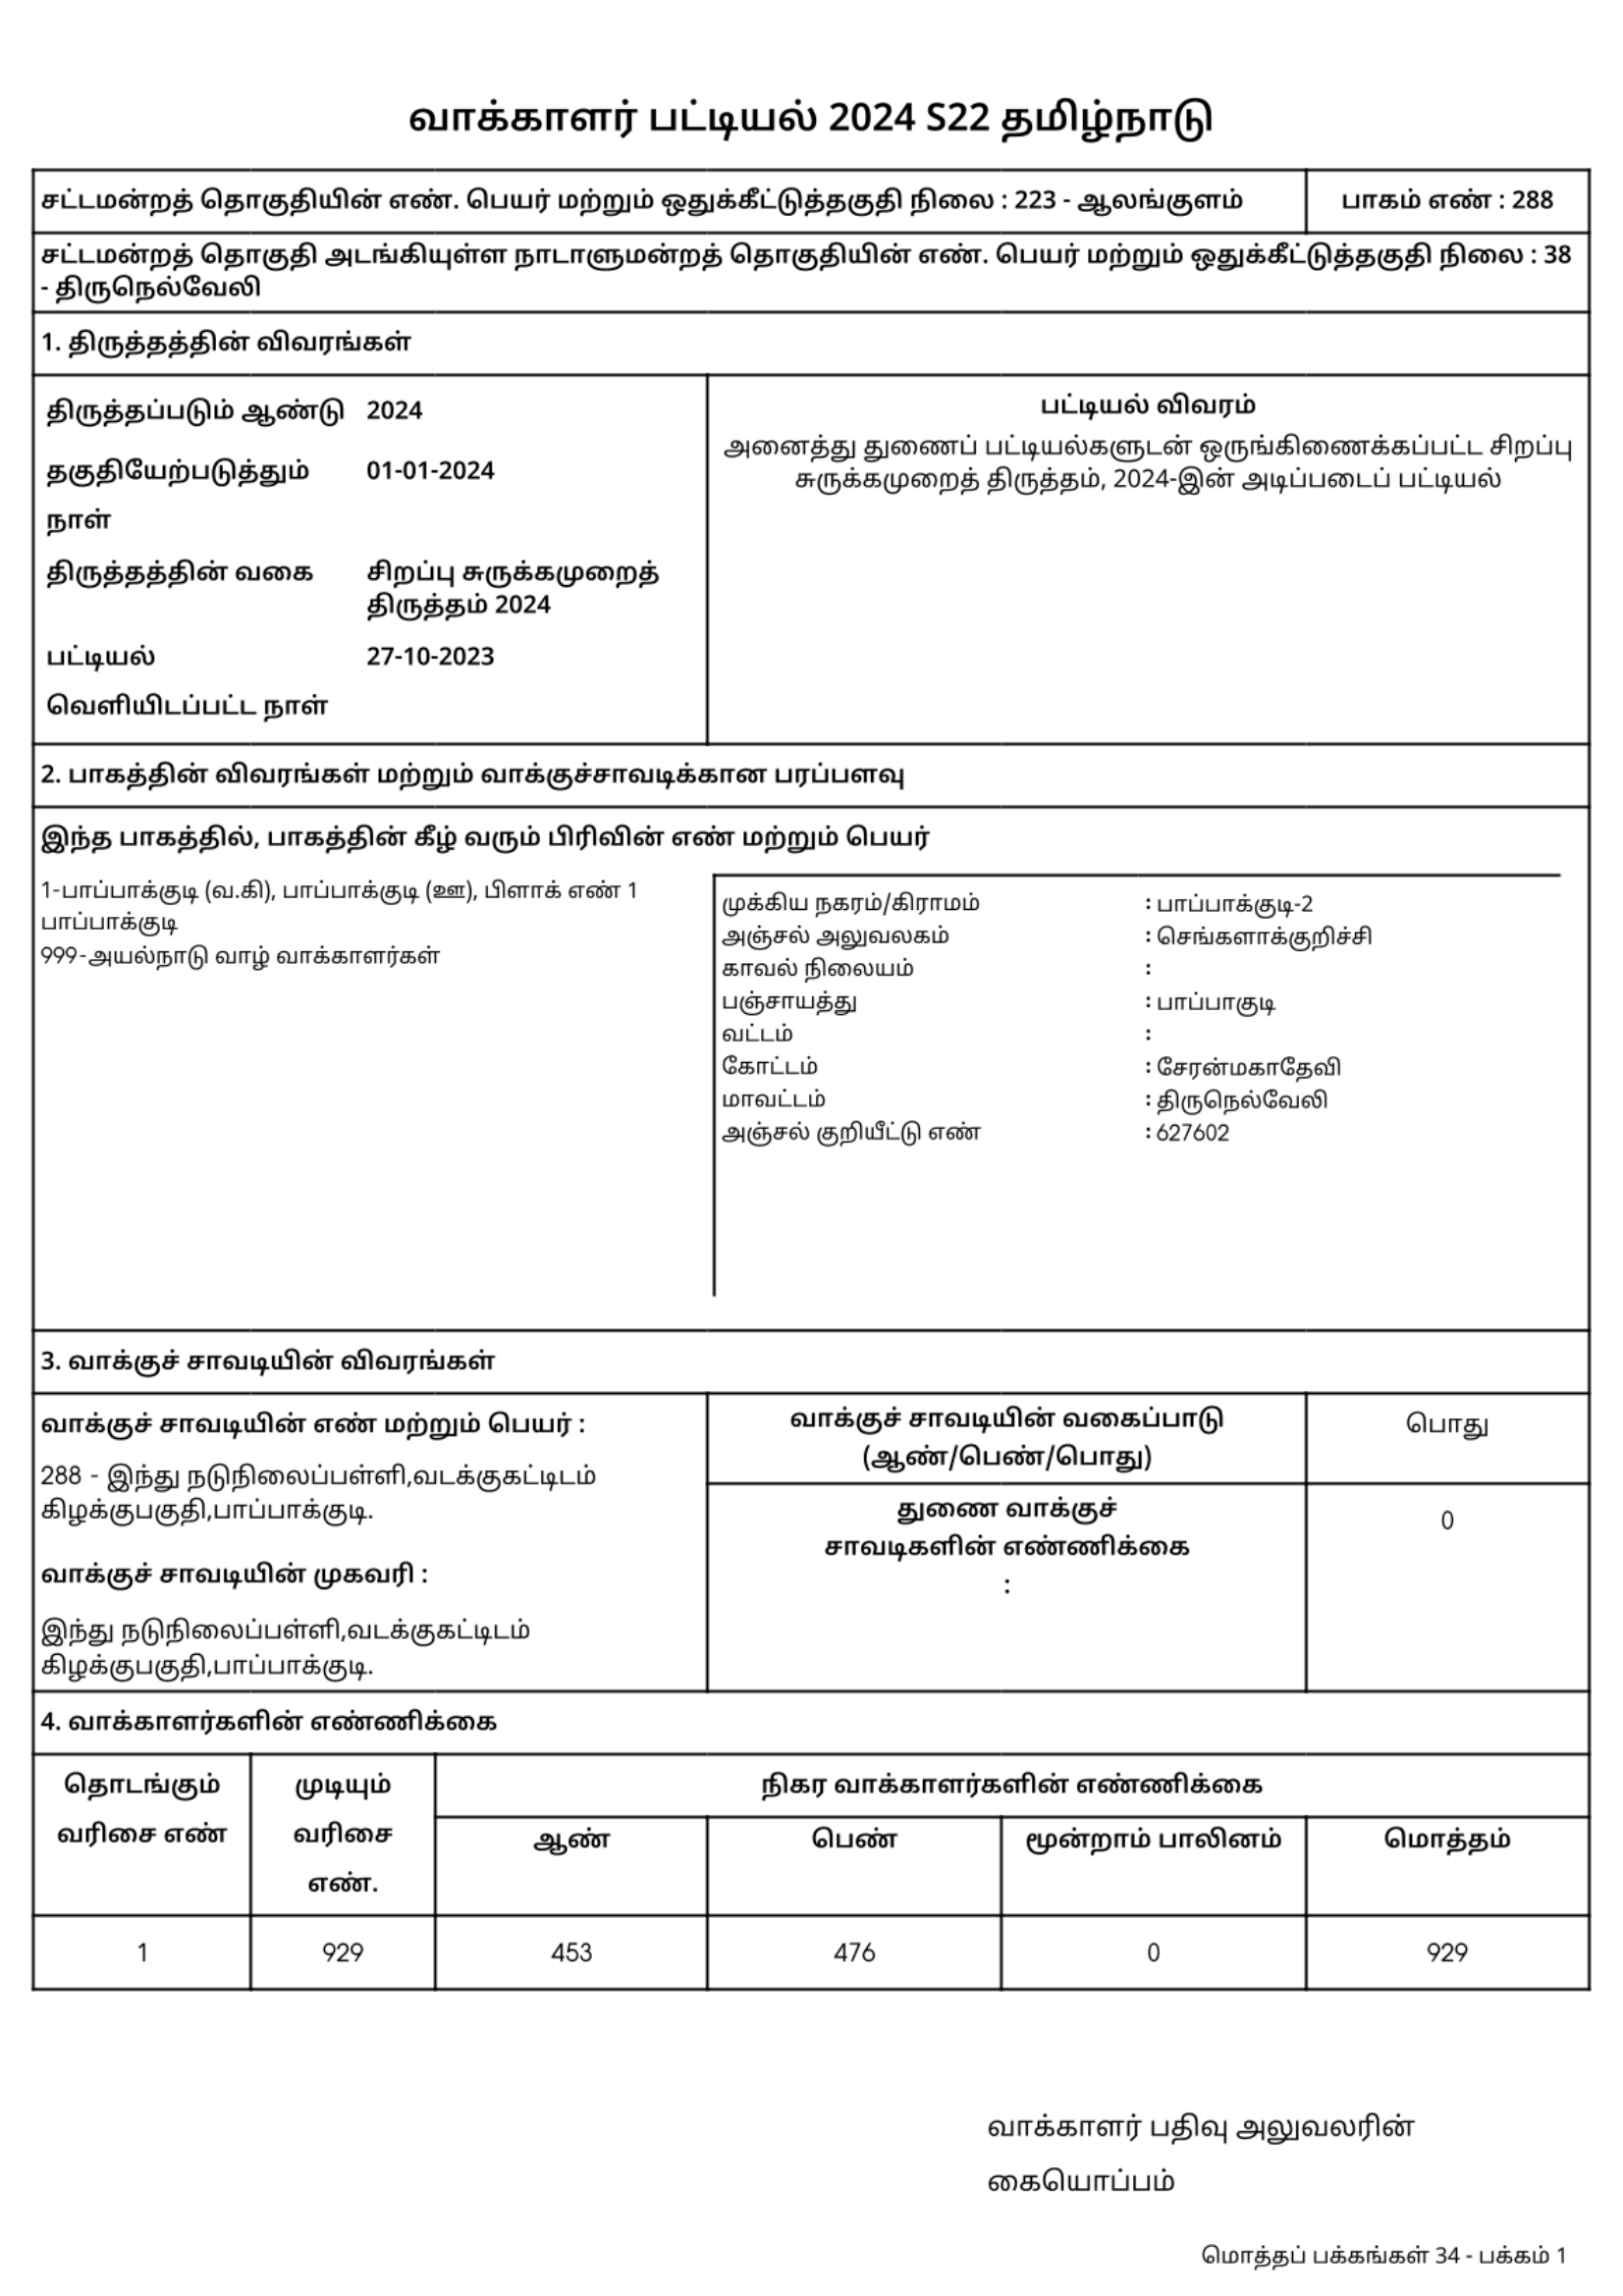 வாக்காளர் பட்டியல் 2024 S22 தமிழ்நாடு
சட்டமன்றத் தொகுதியின் எண். பெயர் மற்றும் ஒதுக்கீட்டுத்தகுதி நிலை : 223 - ஆலங்குளம்
பாகம் எண் : 288
சட்டமன்றத் தொகுதி அடங்கியுள்ள நாடாளுமன்றத் தொகுதியின் எண். பெயர் மற்றும் ஒதுக்கீட்டுத்தகுதி நிலை : 38
- திருநெல்வேலி
1. திருத்தத்தின் விவரங்கள்
திருத்தப்படும் ஆண்டு 2024
தகுதியேற்படுத்தும் 01-01-2024
நாள்
திருத்தத்தின் வகை சிறப்பு சுருக்கமுறைத்
திருத்தம் 2024
பட்டியல் 27-10-2023
வெளியிடப்பட்ட நாள்
பட்டியல் விவரம்
அனைத்து துணைப் பட்டியல்களுடன் ஒருங்கிணைக்கப்பட்ட சிறப்பு
சுருக்கமுறைத் திருத்தம், 2024-இன் அடிப்படைப் பட்டியல்
2. பாகத்தின் விவரங்கள் மற்றும் வாக்குச்சாவடிக்கான பரப்பளவு
இந்த பாகத்தில், பாகத்தின் கீழ் வரும் பிரிவின் எண் மற்றும் பெயர்
1-பாப்பாக்குடி (வ.கி), பாப்பாக்குடி (ஊ), பிளாக் எண் 1
பாப்பாக்குடி
999-அயல்நாடு வாழ் வாக்காளர்கள்
முக்கிய நகரம்/கிராமம் : பாப்பாக்குடி-2
அஞ்சல் அலுவலகம் : செங்களாக்குறிச்சி
காவல் நிலையம் :
பஞ்சாயத்து : பாப்பாகுடி
வட்டம் :
கோட்டம் : சேரன்மகாதேவி
மாவட்டம் : திருநெல்வேலி
அஞ்சல் குறியீட்டு எண் : 627602
3. வாக்குச் சாவடியின் விவரங்கள்
வாக்குச் சாவடியின் எண் மற்றும் பெயர் :
288 - இந்து நடுநிலைப்பள்ளி,வடக்குகட்டிடம்
கிழக்குபகுதி,பாப்பாக்குடி.
வாக்குச் சாவடியின் முகவரி :
இந்து நடுநிலைப்பள்ளி,வடக்குகட்டிடம்
கிழக்குபகுதி,பாப்பாக்குடி.
வாக்குச் சாவடியின் வகைப்பாடு
(ஆண்/பெண்/பொது)
பொது
துணை வாக்குச்
சாவடிகளின் எண்ணிக்கை
:
0
4. வாக்காளர்களின் எண்ணிக்கை
தொடங்கும்
வரிசை எண்
முடியும்
வரிசை
எண்.
நிகர வாக்காளர்களின் எண்ணிக்கை
ஆண் பெண் மூன்றாம் பாலினம் மொத்தம்
1 929 453 476 0 929
வாக்காளர் பதிவு அலுவலரின்
கையொப்பம்
மொத்தப் பக்கங்கள் 34 - பக்கம் 1